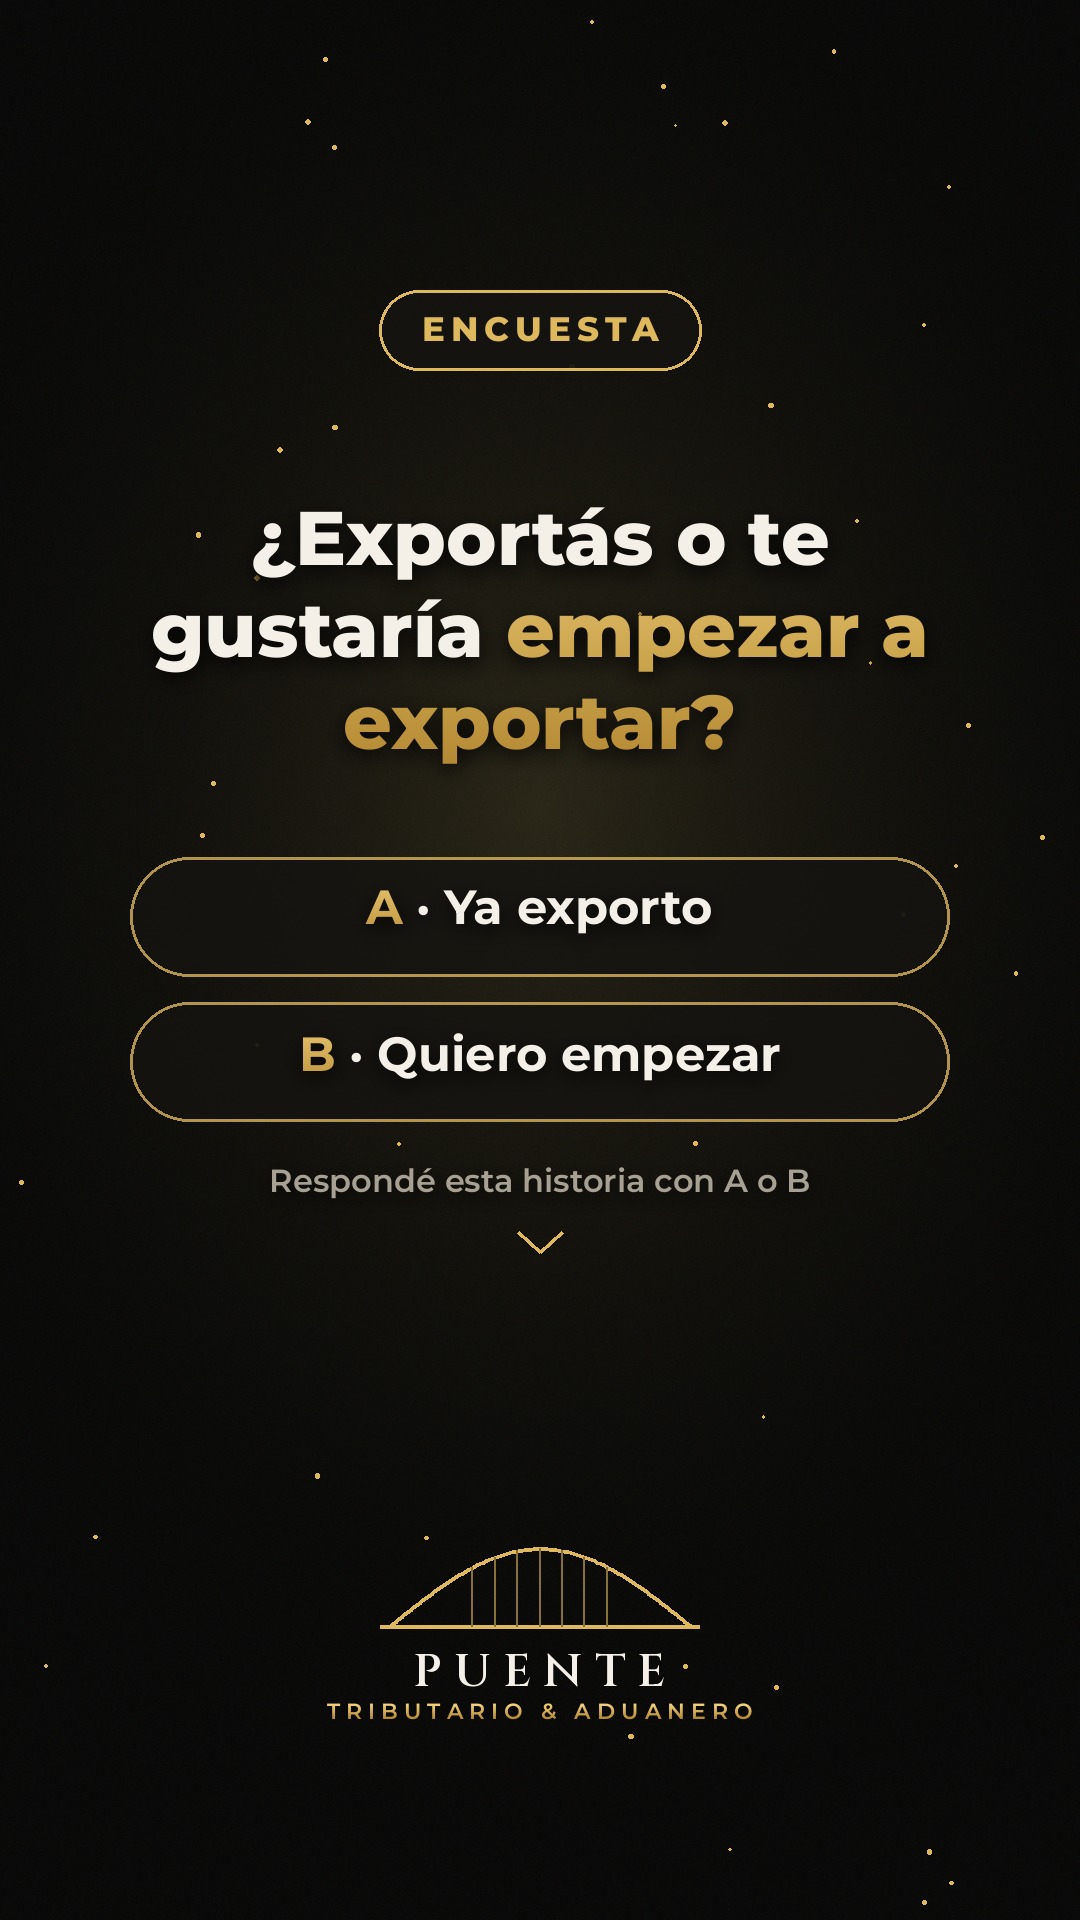 ENCUESTA
¿Exportás o te
gustaría empezar a
exportar?
A · Ya exporto
B · Quiero empezar
Respondé esta historia con A o B
PUENTE
TRIBUTARIO & ADUANERO